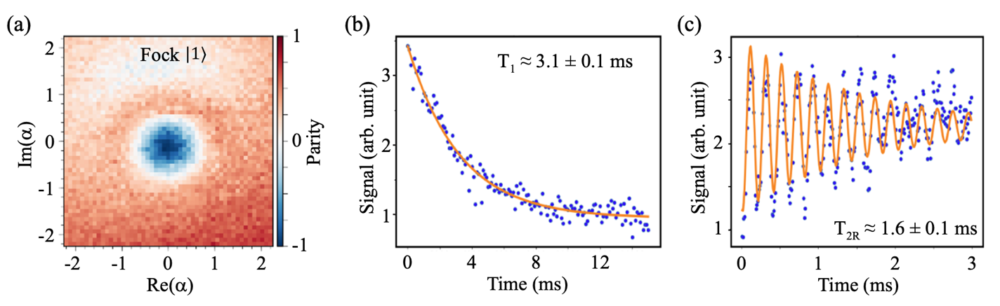 (a)
Fock |1⟩
2
1
0
-1
-2
Im(α)
-2 -1 0 1 2
Re(α)
1
0
-1
Parity
(b)
T₁ ≈ 3.1 ± 0.1 ms
3
2
1
Signal (arb. unit)
0 4 8 12
Time (ms)
(c)
3
2
1
Signal (arb. unit)
T₂R ≈ 1.6 ± 0.1 ms
0 1 2 3
Time (ms)